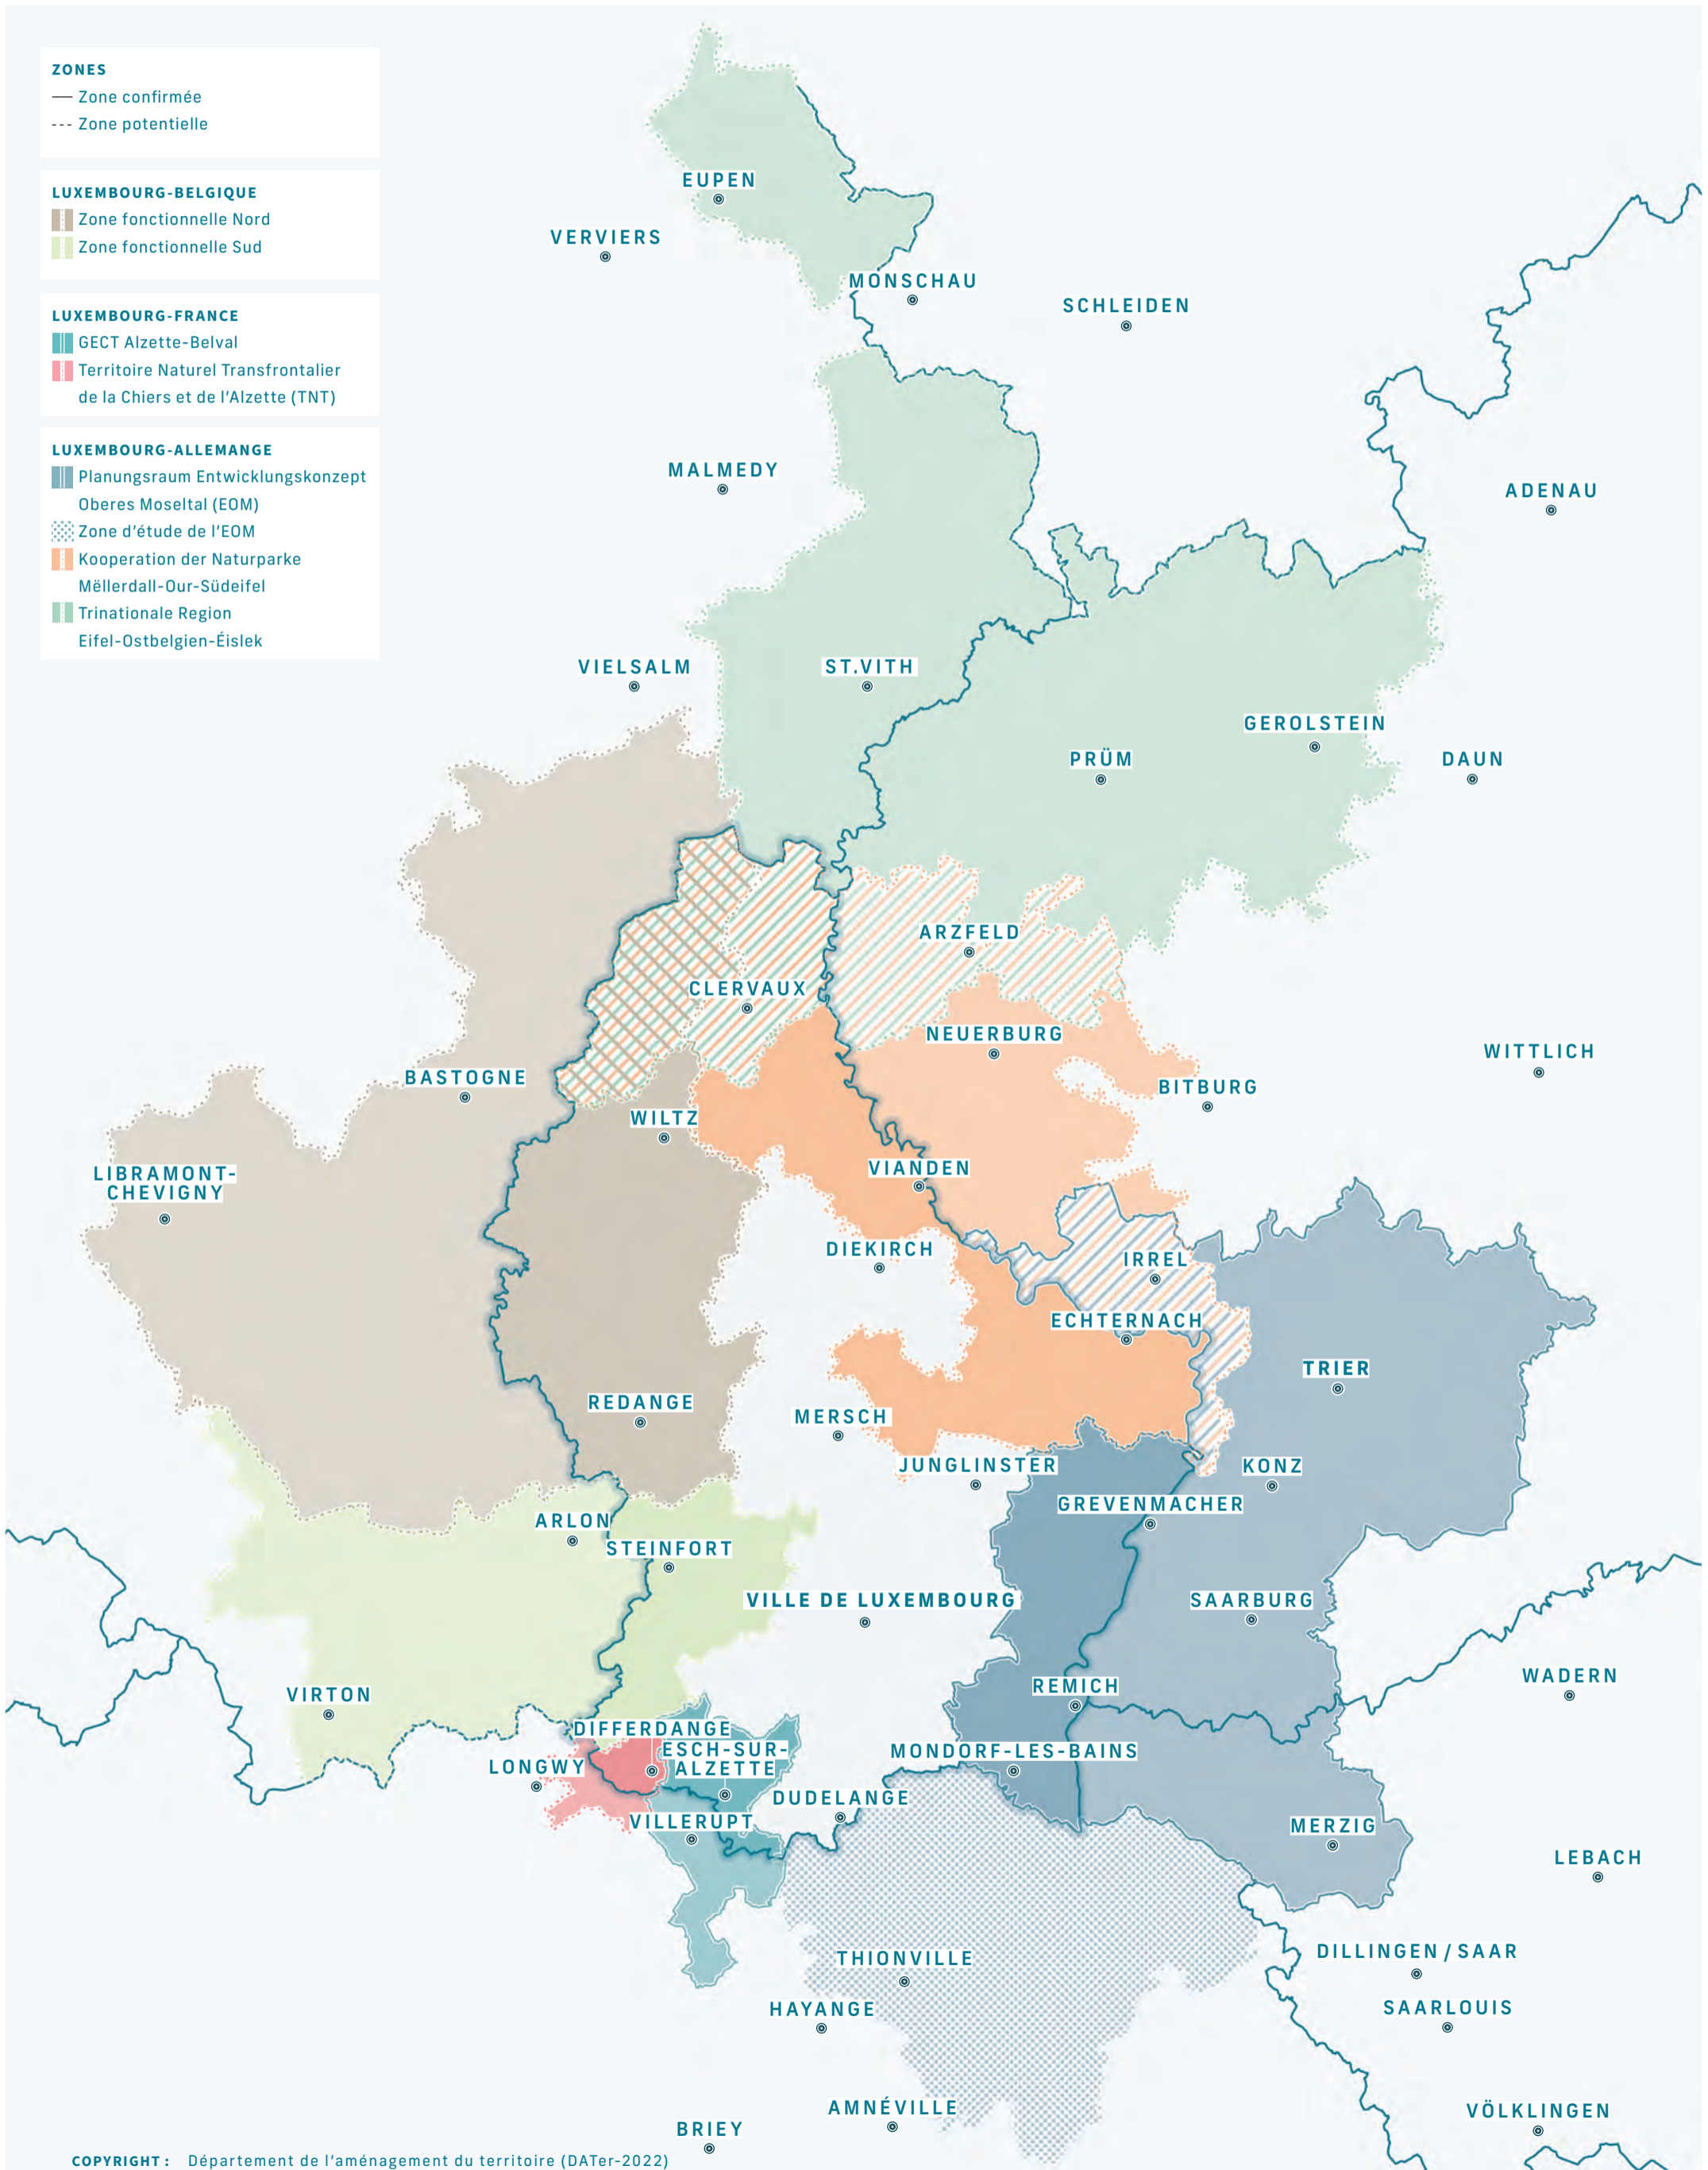 ZONES
Zone confirmée
Zone potentielle
LUXEMBOURG-BELGIQUE
Zone fonctionnelle Nord
Zone fonctionnelle Sud
LUXEMBOURG-FRANCE
GECT Alzette-Belval
Territoire Naturel Transfrontalier
de la Chiers et de l'Alzette (TNT)
LUXEMBOURG-ALLEMANGE
Planungsraum Entwicklungskonzept
Oberes Moseltal (EOM)
Zone d'étude de l'EOM
Kooperation der Naturparke
Mëllerdall-Our-Südeifel
Trinationale Region
Eifel-Ostbelgien-Éislek
EUPEN
VERVIERS
MONSCHAU
SCHLEIDEN
MALMEDY
ADENAU
VIELSALM
ST.VITH
GEROLSTEIN
PRÜM
DAUN
ARZFELD
CLERVAUX
NEUERBURG
WITTLICH
BASTOGNE
BITBURG
WILTZ
LIBRAMONT-
CHEVIGNY
VIANDEN
DIEKIRCH
IRREL
ECHTERNACH
TRIER
REDANGE
MERSCH
JUNGLINSTER
KONZ
GREVENMACHER
ARLON
STEINFORT
VILLE DE LUXEMBOURG
SAARBURG
WADERN
REMICH
VIRTON
DIFFERDANGE
ESCH-SUR-
ALZETTE
MONDORF-LES-BAINS
LONGWY
DUDELANGE
VILLERUPT
MERZIG
LEBACH
THIONVILLE
DILLINGEN / SAAR
HAYANGE
SAARLOUIS
AMNÉVILLE
VÖLKLINGEN
BRIEY
COPYRIGHT : Département de l'aménagement du territoire (DATer-2022)